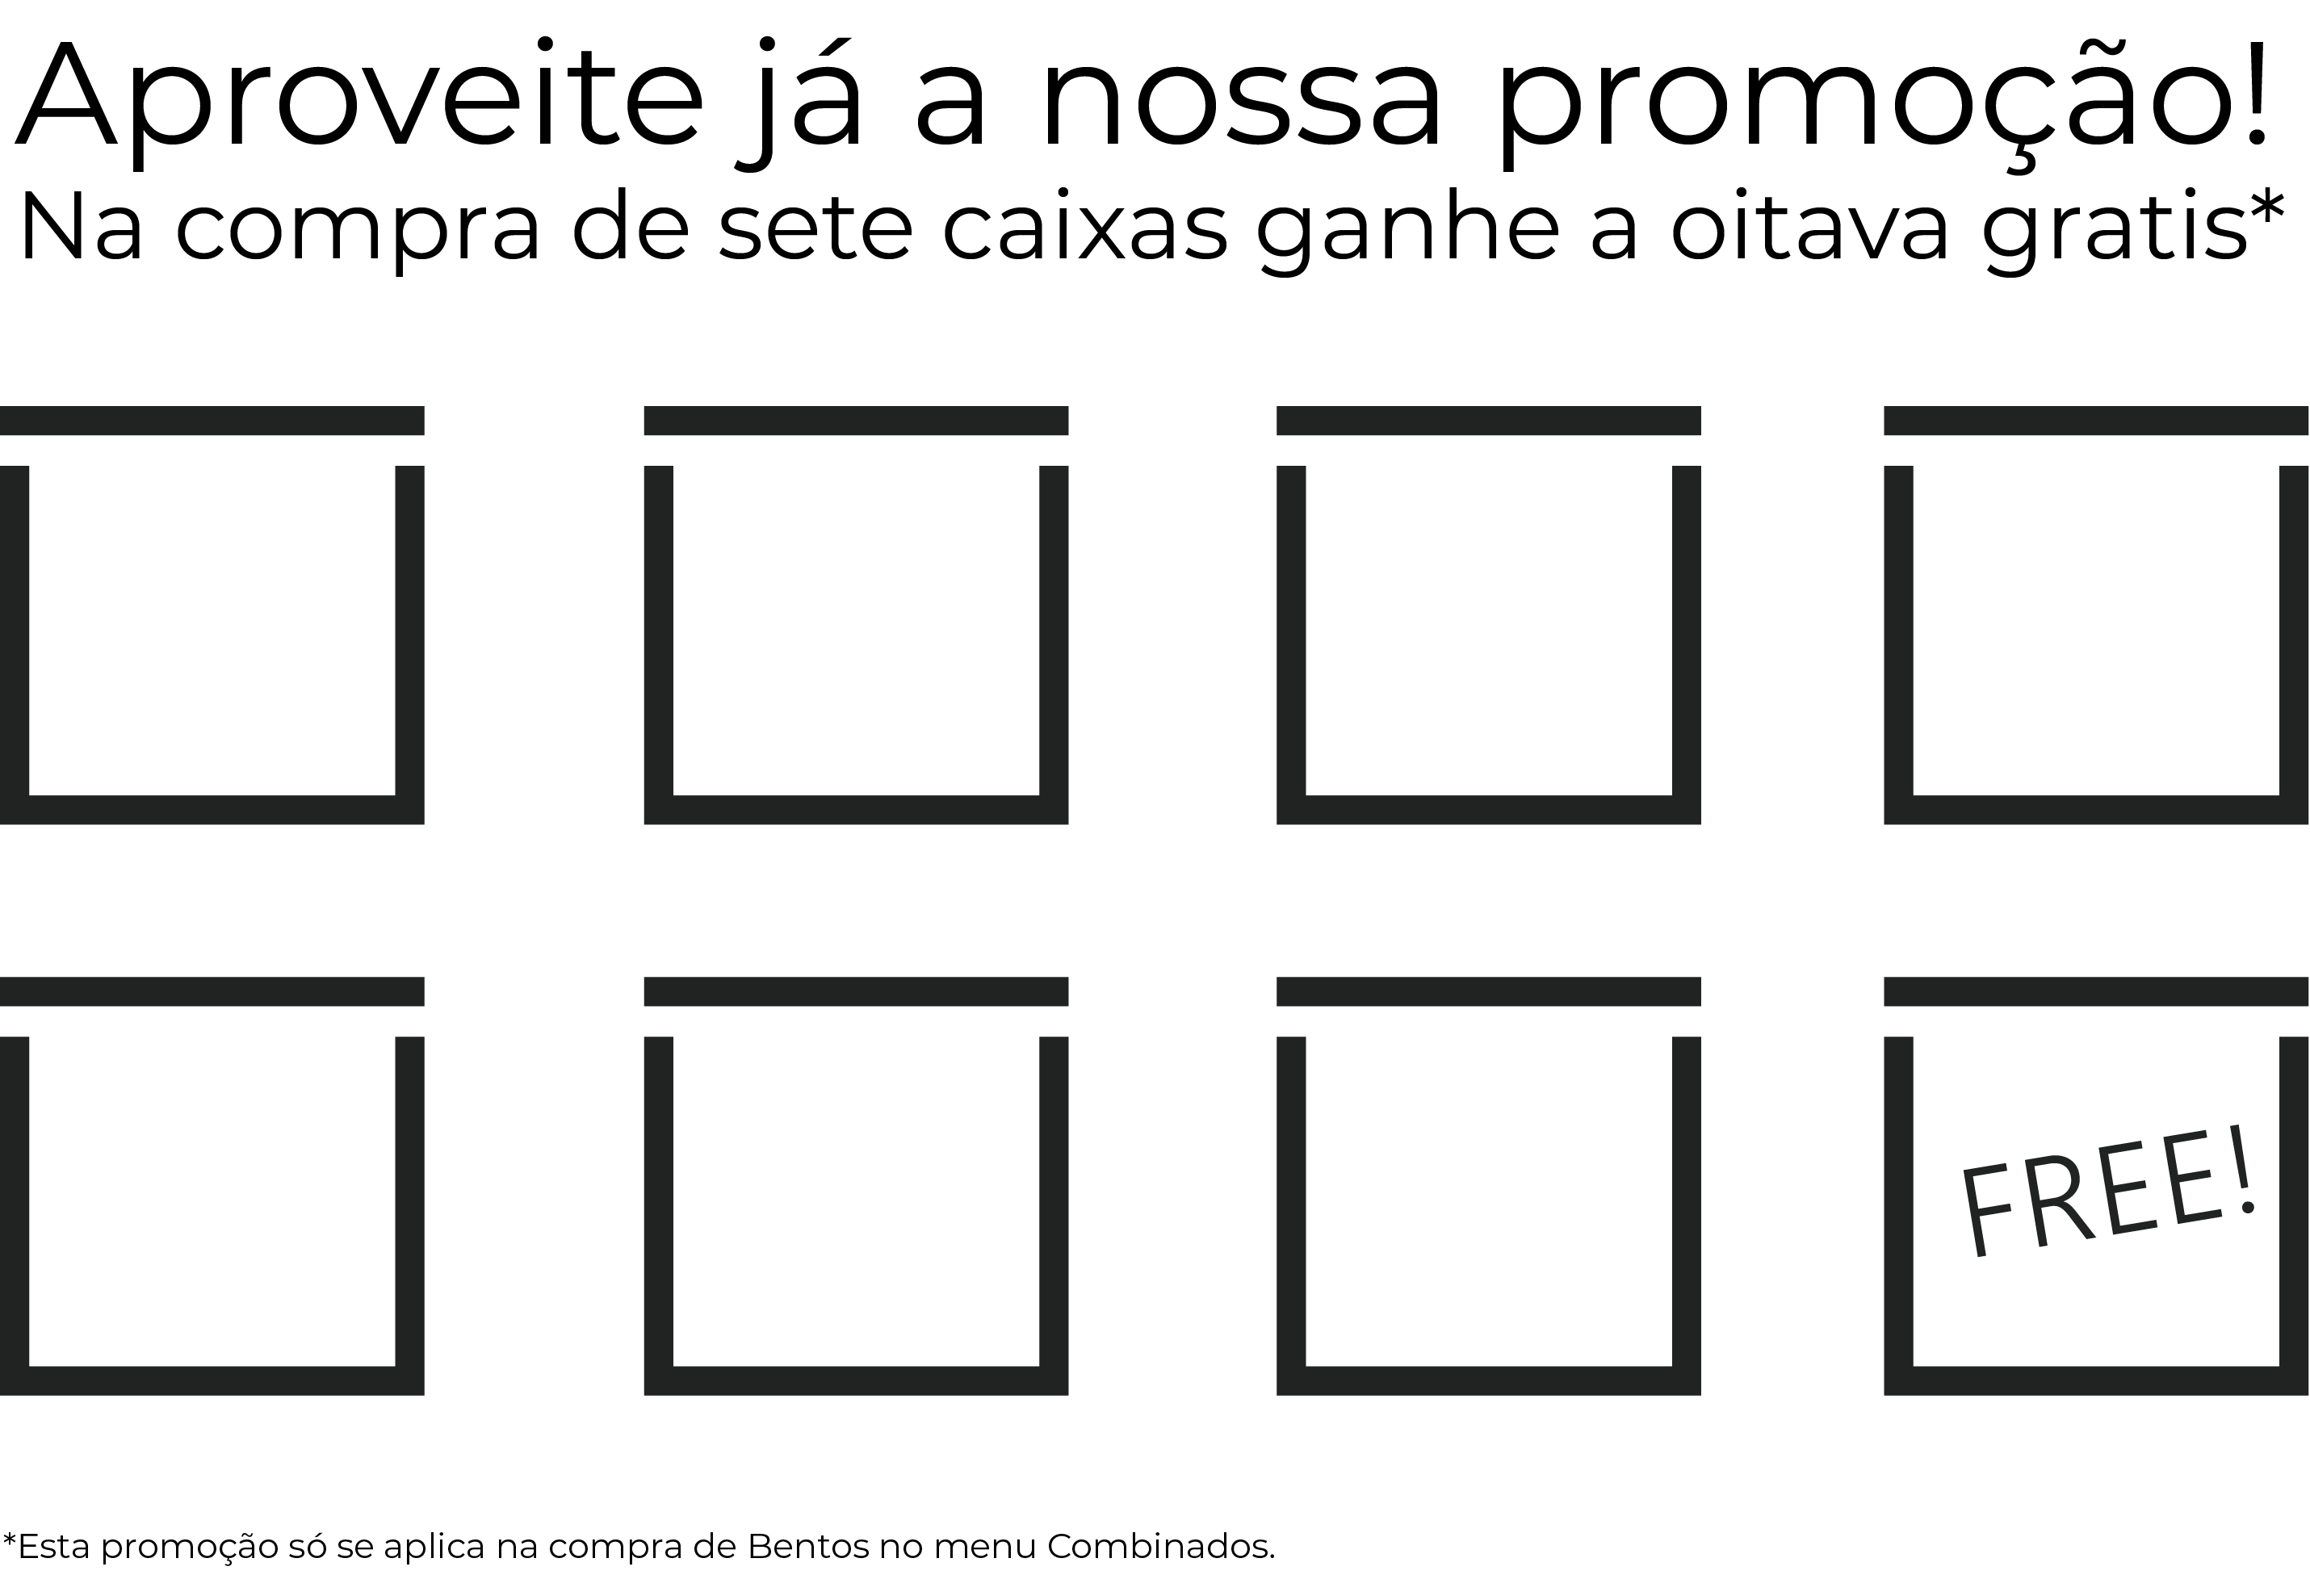 Aproveite já a nossa promoção!
Na compra de sete caixas ganhe a oitava gratis*
FREE!
*Esta promoção só se aplica na compra de Bentos no menu Combinados.